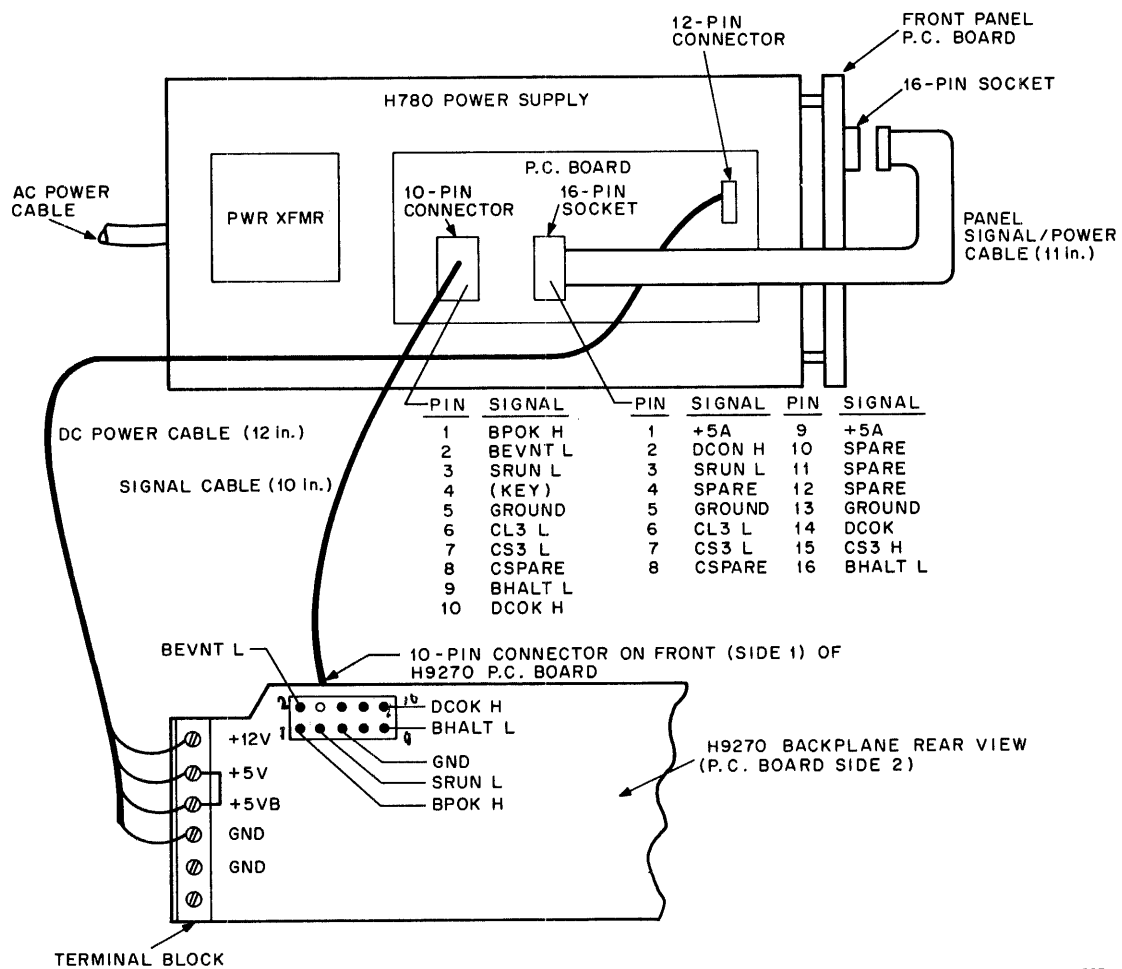 12-PIN
CONNECTOR
FRONT PANEL
P.C. BOARD
16-PIN SOCKET
H780 POWER SUPPLY
P.C. BOARD
AC POWER
CABLE
PWR XFMR
10-PIN
CONNECTOR
16-PIN
SOCKET
PANEL
SIGNAL/POWER
CABLE (11 in.)
DC POWER CABLE (12 in.)
SIGNAL CABLE (10 in.)
PIN SIGNAL
1 BPOK H
2 BEVNT L
3 SRUN L
4 (KEY)
5 GROUND
6 CL3 L
7 CS3 L
8 CSPARE
9 BHALT L
10 DCOK H
PIN SIGNAL PIN SIGNAL
1 +5A 9 +5A
2 DCON H 10 SPARE
3 SRUN L 11 SPARE
4 SPARE 12 SPARE
5 GROUND 13 GROUND
6 CL3 L 14 DCOK
7 CS3 L 15 CS3 H
8 CSPARE 16 BHALT L
BEVNT L
10-PIN CONNECTOR ON FRONT (SIDE 1) OF
H9270 P.C. BOARD
2 10 DCOK H
1 9 BHALT L
GND
SRUN L
BPOK H
+12V
+5V
+5VB
GND
GND
H9270 BACKPLANE REAR VIEW
(P.C. BOARD SIDE 2)
TERMINAL BLOCK